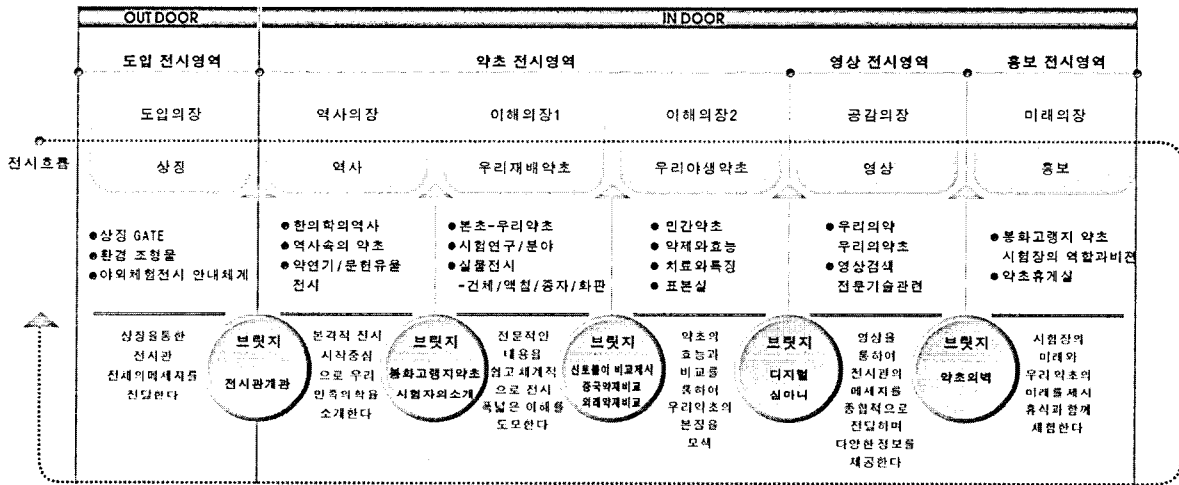 OUT DOOR
IN DOOR
도입 전시영역
약초 전시영역
영상 전시영역
홍보 전시영역
도입의장
역사의장
이해의장1
이해의장2
공감의장
미래의장
전시흐름
상징
역사
우리재배약초
우리야생약초
영상
홍보
●상징 GATE
●환경 조형물
●야외체험전시 안내체계
●한의학의역사
●역사속의 약초
●약연기/문헌유물
전시
●본초-우리약초
●시험연구/분야
●실물전시
-건체/액침/종자/화판
●민간약초
●약제와효능
●치료와특징
●표본실
●우리의약
우리의약초
●영상검색
전문기술관련
●봉화고랭지 약초
시험장의 역할과비젼
●약초휴게실
상징을통한
전시관
전체의메세지를
전달한다
브릿지
전시관개관
본격적 전시
시작중심
으로 우리
민족의학을
소개한다
브릿지
봉화고랭지약초
시험자의소개
전문적인
내용을
쉽고 체계적
으로 전시
폭넓은 이해를
도모한다
브릿지
신토불이 비교제시
중국약재비교
외래약재비교
약초의
효능과
비교를
통하여
우리약초의
본질을
모색
브릿지
디지털
심마니
영상을
통하여
전시관의
메세지를
종합적으로
전달하며
다양한정보를
제공한다
브릿지
약초의벽
시험장의
미래와
우리약초의
미래를제시
휴식과함께
체험한다